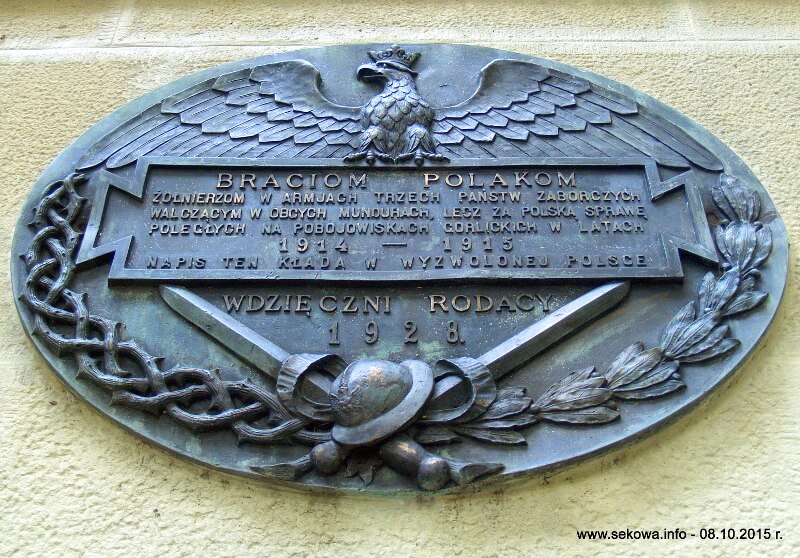 BRACIOM POLAKOM
ŻOŁNIERZOM W ARMJACH TRZECH PAŃSTW ZABORCZYCH
WALCZĄCYM W OBCYCH MUNDURACH, LECZ ZA POLSKĄ SPRAWĘ
POLEGŁYCH NA POBOJOWISKACH GORLICKICH W LATACH
1914 — 1915
NAPIS TEN KŁADĄ W WYZWOLONEJ POLSCE
WDZIĘCZNI RODACY
1928.
www.sekowa.info - 08.10.2015 r.